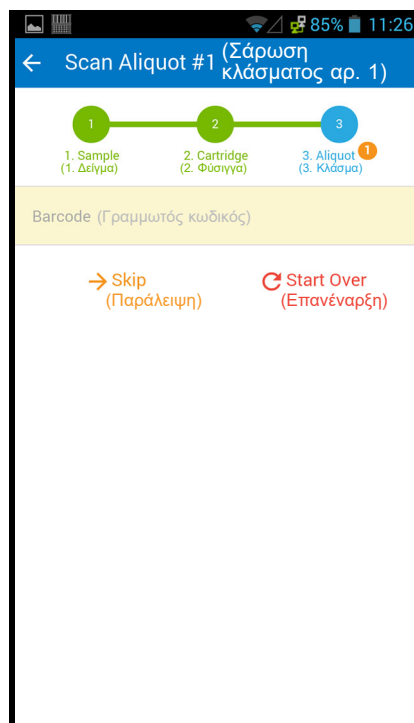 85% 11:26
Scan Aliquot #1 (Σάρωση
κλάσματος αρ. 1)
1 2 3
1. Sample 2. Cartridge 3. Aliquot 1
(1. Δείγμα) (2. Φύσιγγα) (3. Κλάσμα)
Barcode (Γραμμωτός κωδικός)
Skip Start Over
(Παράλειψη) (Επανέναρξη)